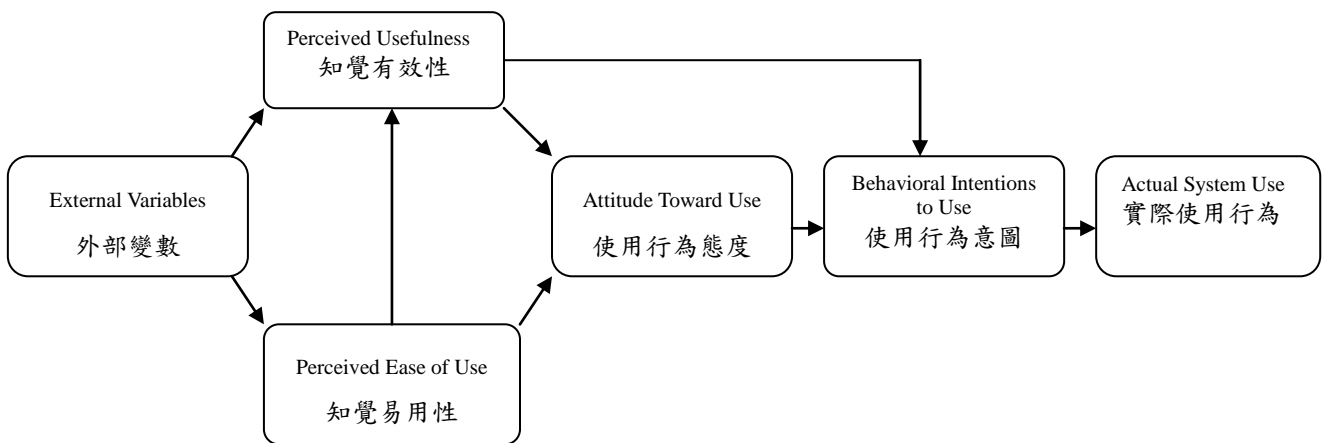 Perceived Usefulness
知覺有效性
External Variables
外部變數
Attitude Toward Use
使用行為態度
Behavioral Intentions
to Use
使用行為意圖
Actual System Use
實際使用行為
Perceived Ease of Use
知覺易用性